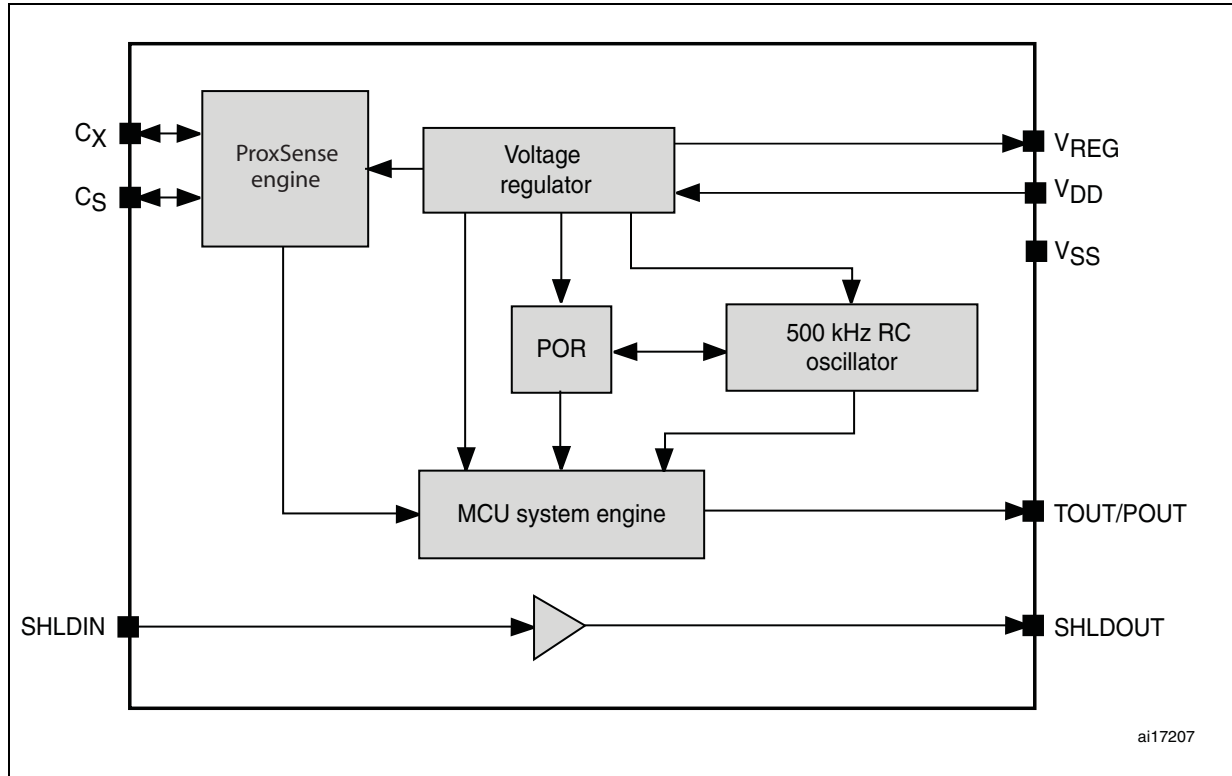 CX
CS
ProxSense
engine
Voltage
regulator
VREG
VDD
VSS
POR
500 kHz RC
oscillator
MCU system engine
TOUT/POUT
SHLDIN
SHLDOUT
ai17207